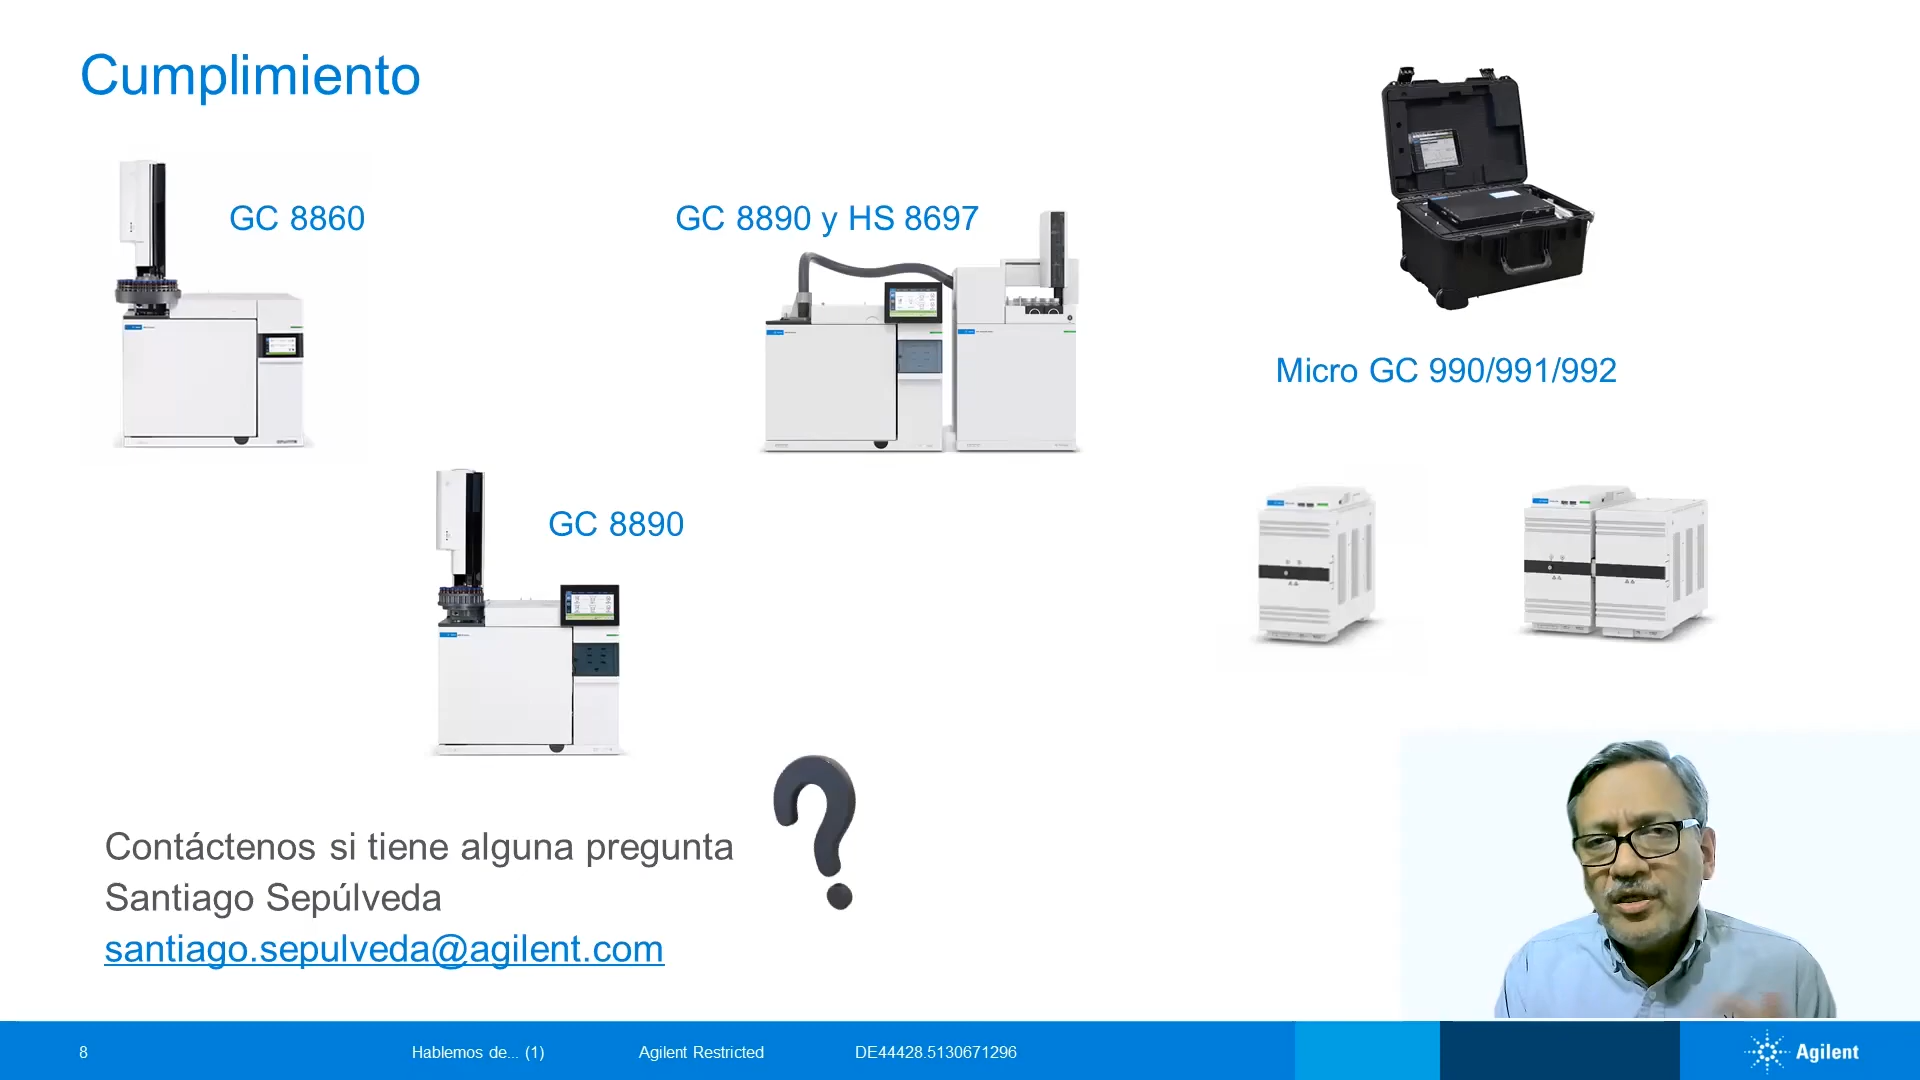 Cumplimiento
GC 8860
GC 8890 y HS 8697
Micro GC 990/991/992
GC 8890
Contáctenos si tiene alguna pregunta
Santiago Sepúlveda
santiago.sepulveda@agilent.com
8
Hablemos de... (1)
Agilent Restricted
DE44428.5130671296
Agilent